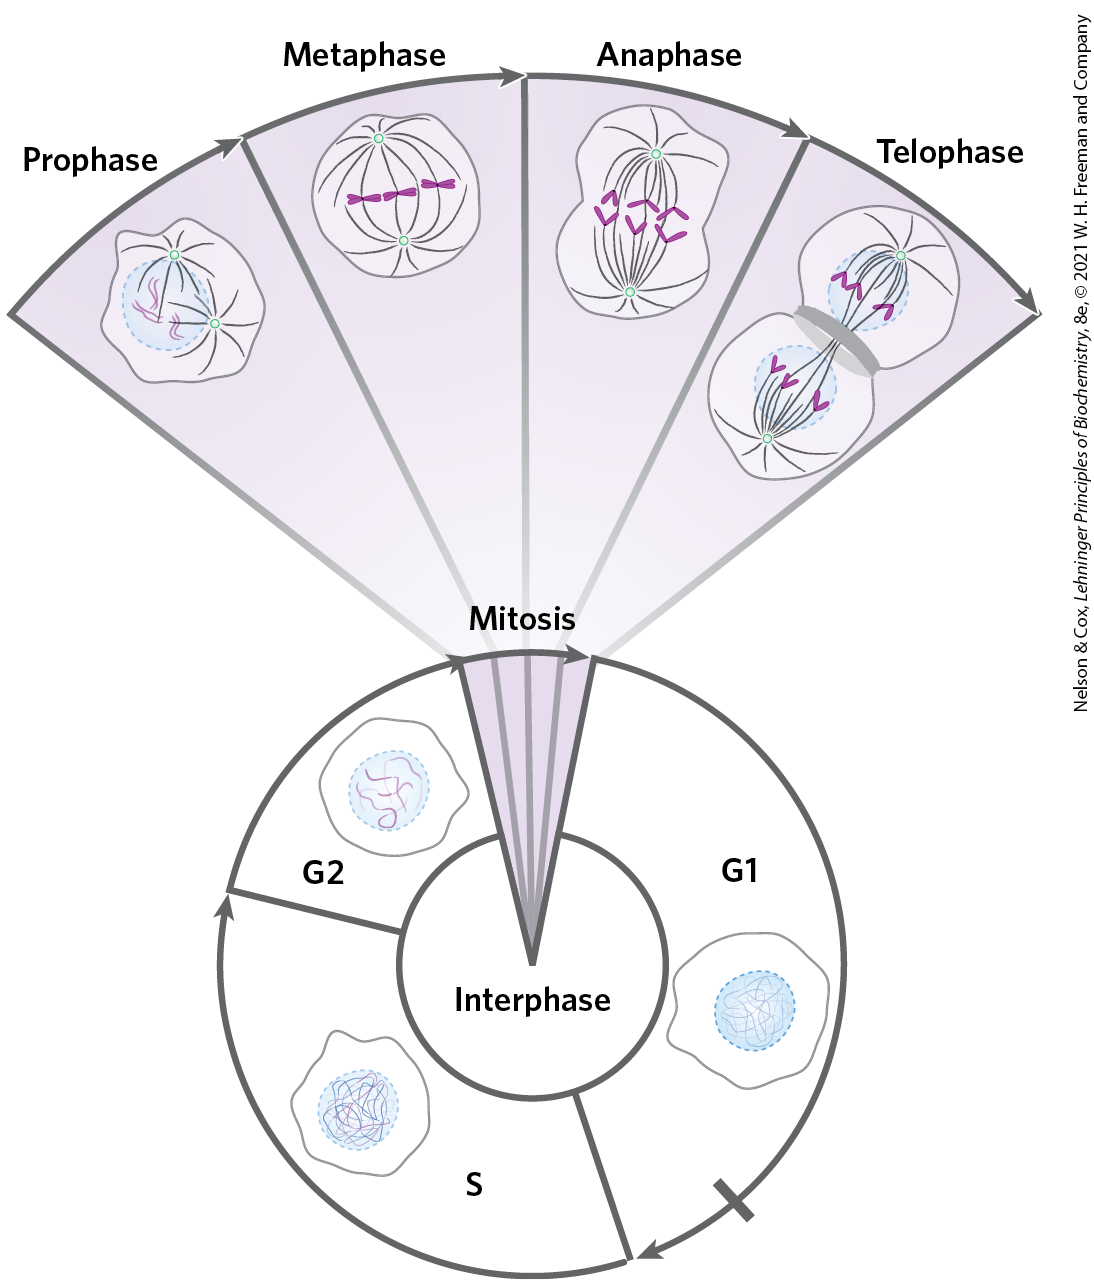 Metaphase
Anaphase
Prophase
Telophase
Mitosis
G2
G1
Interphase
S
Nelson & Cox, Lehninger Principles of Biochemistry, 8e, © 2021 W. H. Freeman and Company